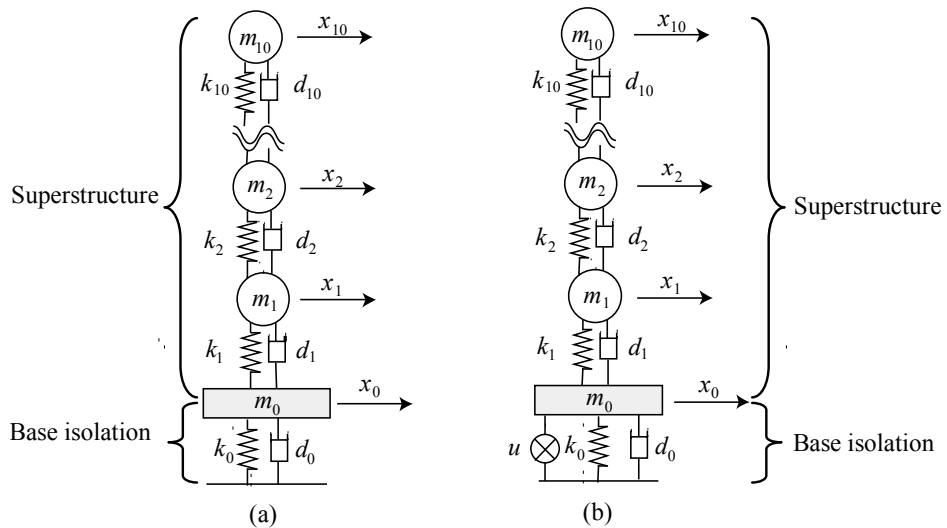 x₁₀
m₁₀
k₁₀
d₁₀
x₂
m₂
Superstructure
k₂
d₂
x₁
m₁
k₁
d₁
x₀
m₀
Base isolation
k₀
d₀
(a)
x₁₀
m₁₀
k₁₀
d₁₀
x₂
m₂
Superstructure
k₂
d₂
x₁
m₁
k₁
d₁
x₀
m₀
Base isolation
u
k₀
d₀
(b)